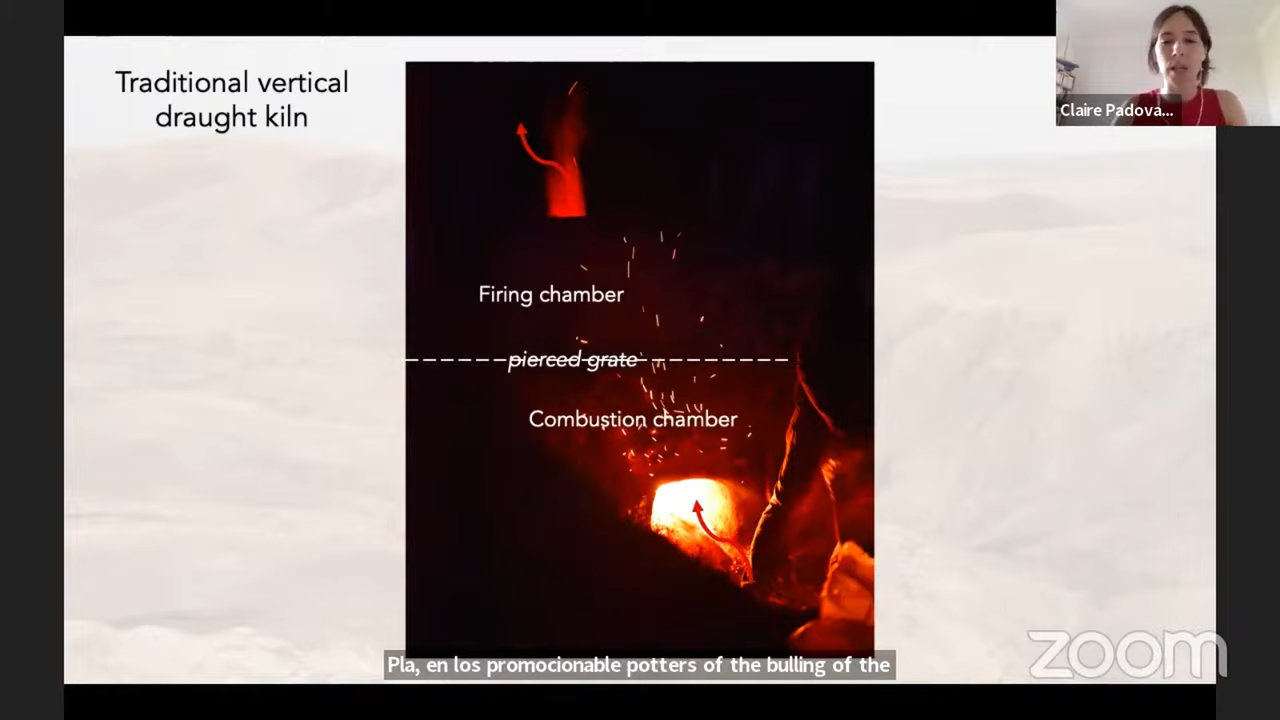 Traditional vertical
draught kiln
Claire Padova...
Firing chamber
pierced grate
Combustion chamber
zoom
Pla, en los promocionable potters of the bulling of the